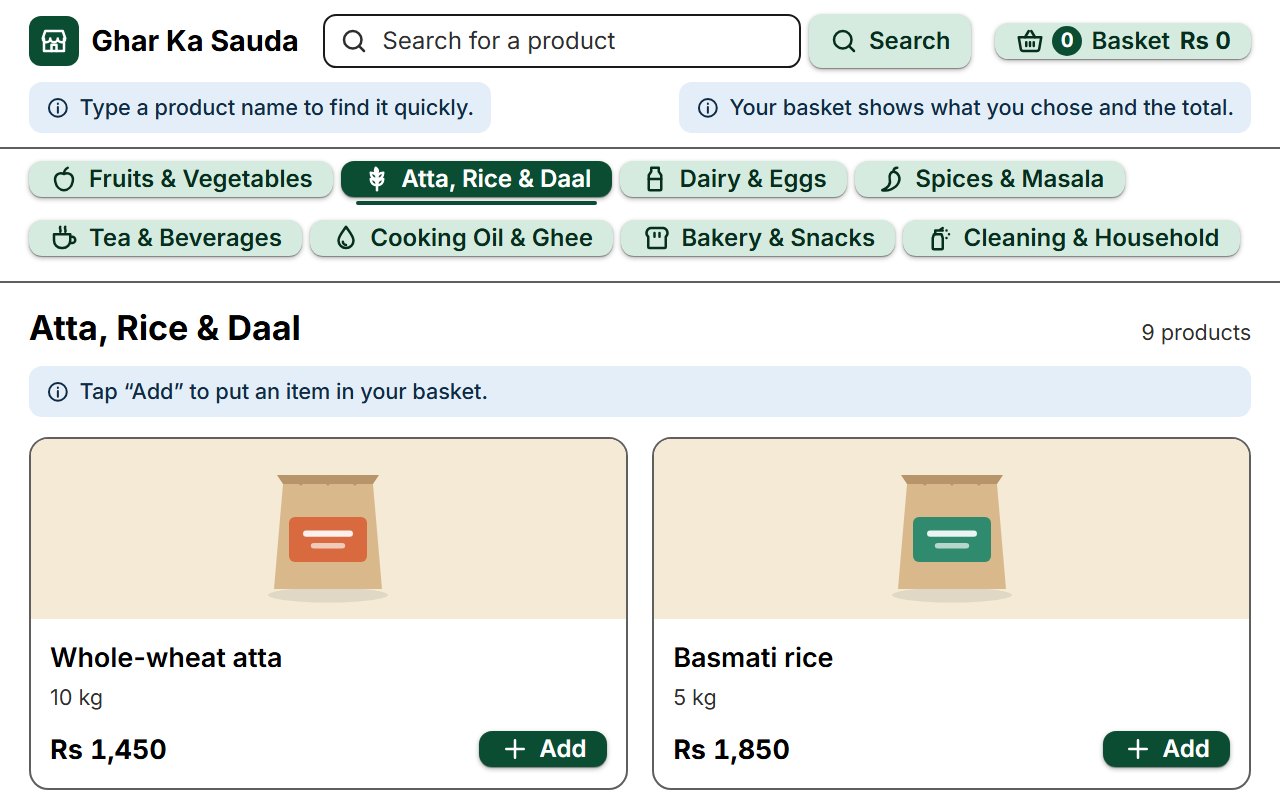 Ghar Ka Sauda
Search for a product
Search
0 Basket Rs 0
Type a product name to find it quickly.
Your basket shows what you chose and the total.
Fruits & Vegetables
Atta, Rice & Daal
Dairy & Eggs
Spices & Masala
Tea & Beverages
Cooking Oil & Ghee
Bakery & Snacks
Cleaning & Household
Atta, Rice & Daal
9 products
Tap “Add” to put an item in your basket.
Whole-wheat atta
10 kg
Rs 1,450
Add
Basmati rice
5 kg
Rs 1,850
Add